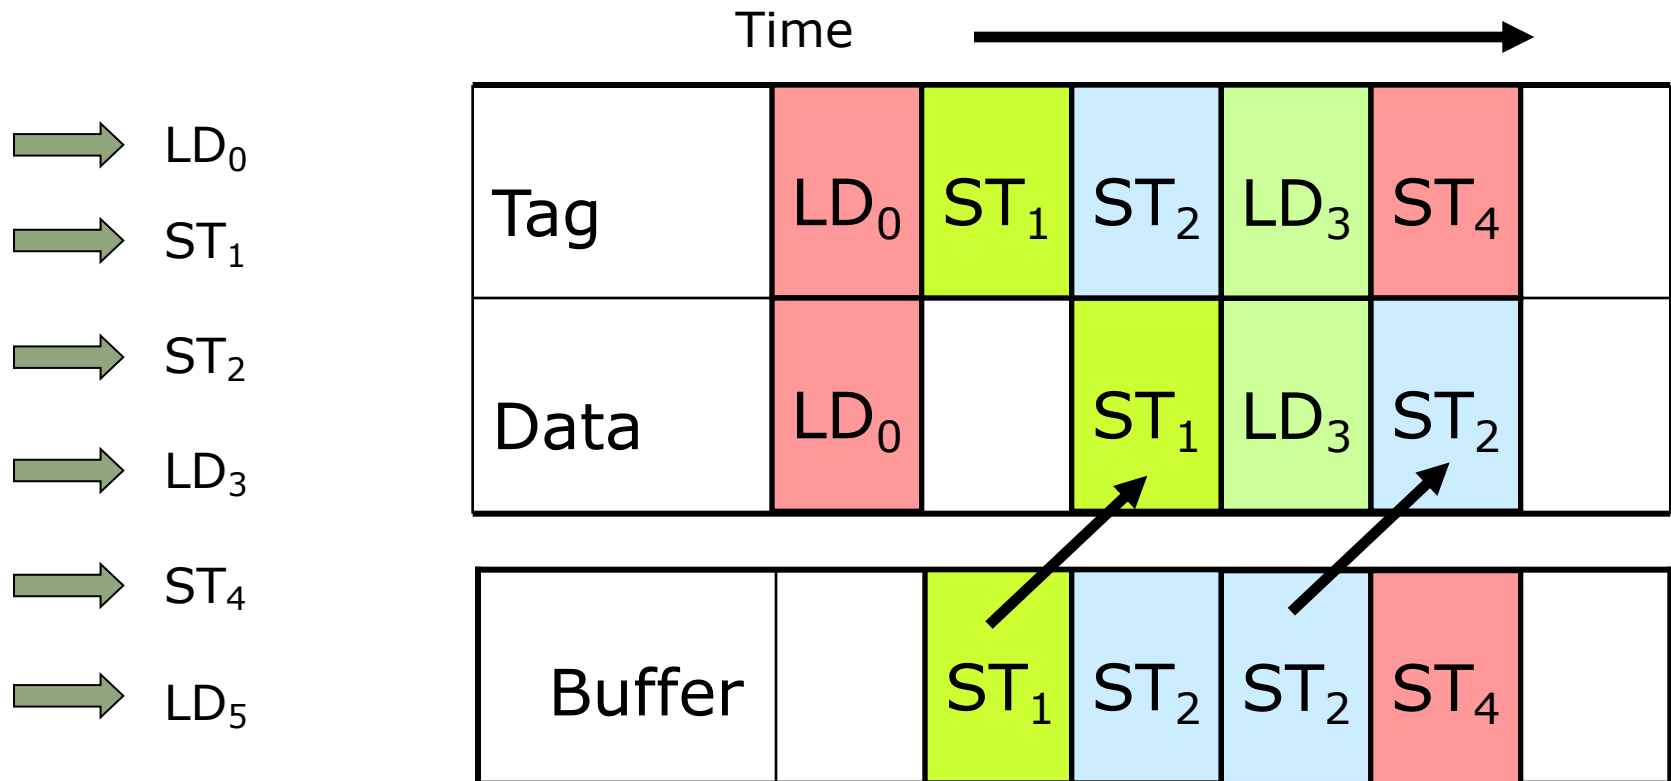 Time
LD₀
ST₁
ST₂
LD₃
ST₄
LD₅
Tag LD₀ ST₁ ST₂ LD₃ ST₄
Data LD₀ ST₁ LD₃ ST₂
Buffer ST₁ ST₂ ST₂ ST₄